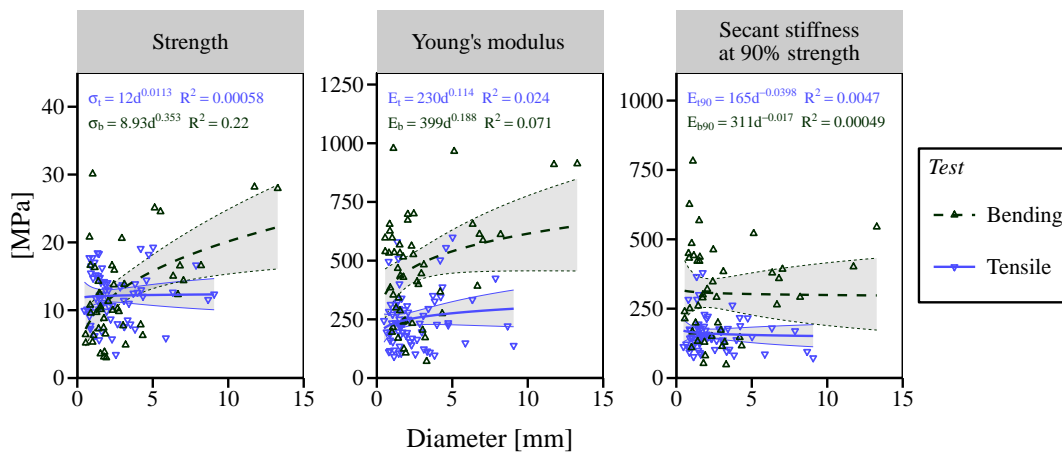 Strength
Young's modulus
Secant stiffness
at 90% strength
σt = 12d^0.0113 R² = 0.00058
σb = 8.93d^0.353 R² = 0.22
Et = 230d^0.114 R² = 0.024
Eb = 399d^0.188 R² = 0.071
Et90 = 165d^−0.0398 R² = 0.0047
Eb90 = 311d^−0.017 R² = 0.00049
[MPa]
40
30
20
10
0
0 5 10 15
1250
1000
750
500
250
0
0 5 10 15
1000
750
500
250
0
0 5 10 15
Diameter [mm]
Test
Bending
Tensile